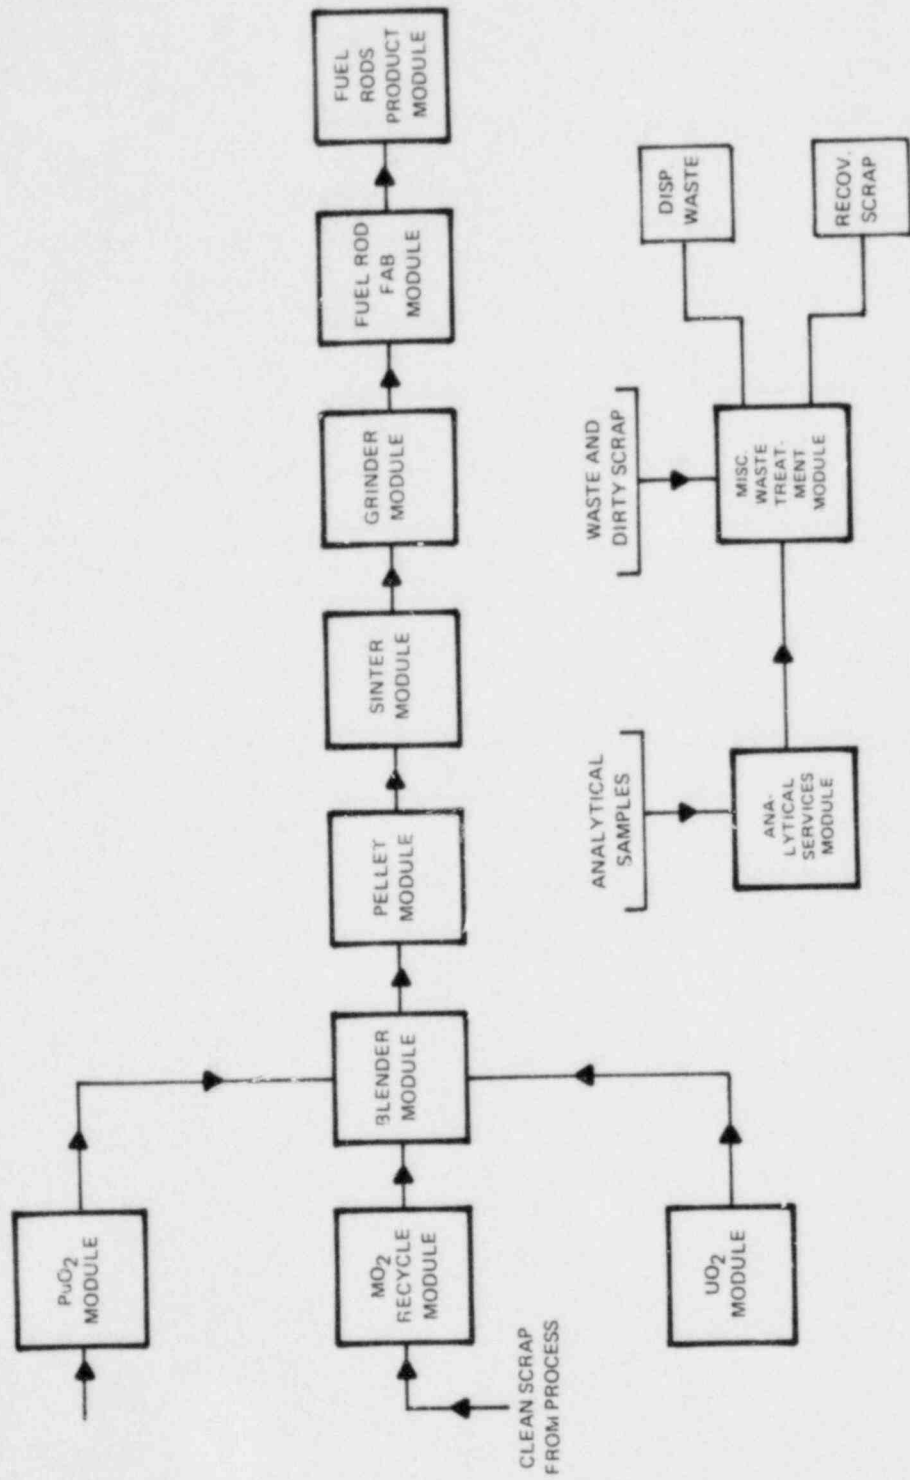 PuO2
MODULE
MO2
RECYCLE
MODULE
CLEAN SCRAP
FROM PROCESS
UO2
MODULE
BLENDER
MODULE
PELLET
MODULE
SINTER
MODULE
GRINDER
MODULE
FUEL ROD
FAB
MODULE
FUEL
RODS
PRODUCT
MODULE
ANALYTICAL
SAMPLES
ANA-
LYTICAL
SERVICES
MODULE
WASTE AND
DIRTY SCRAP
MISC.
WASTE
TREAT-
MENT
MODULE
DISP.
WASTE
RECOV.
SCRAP